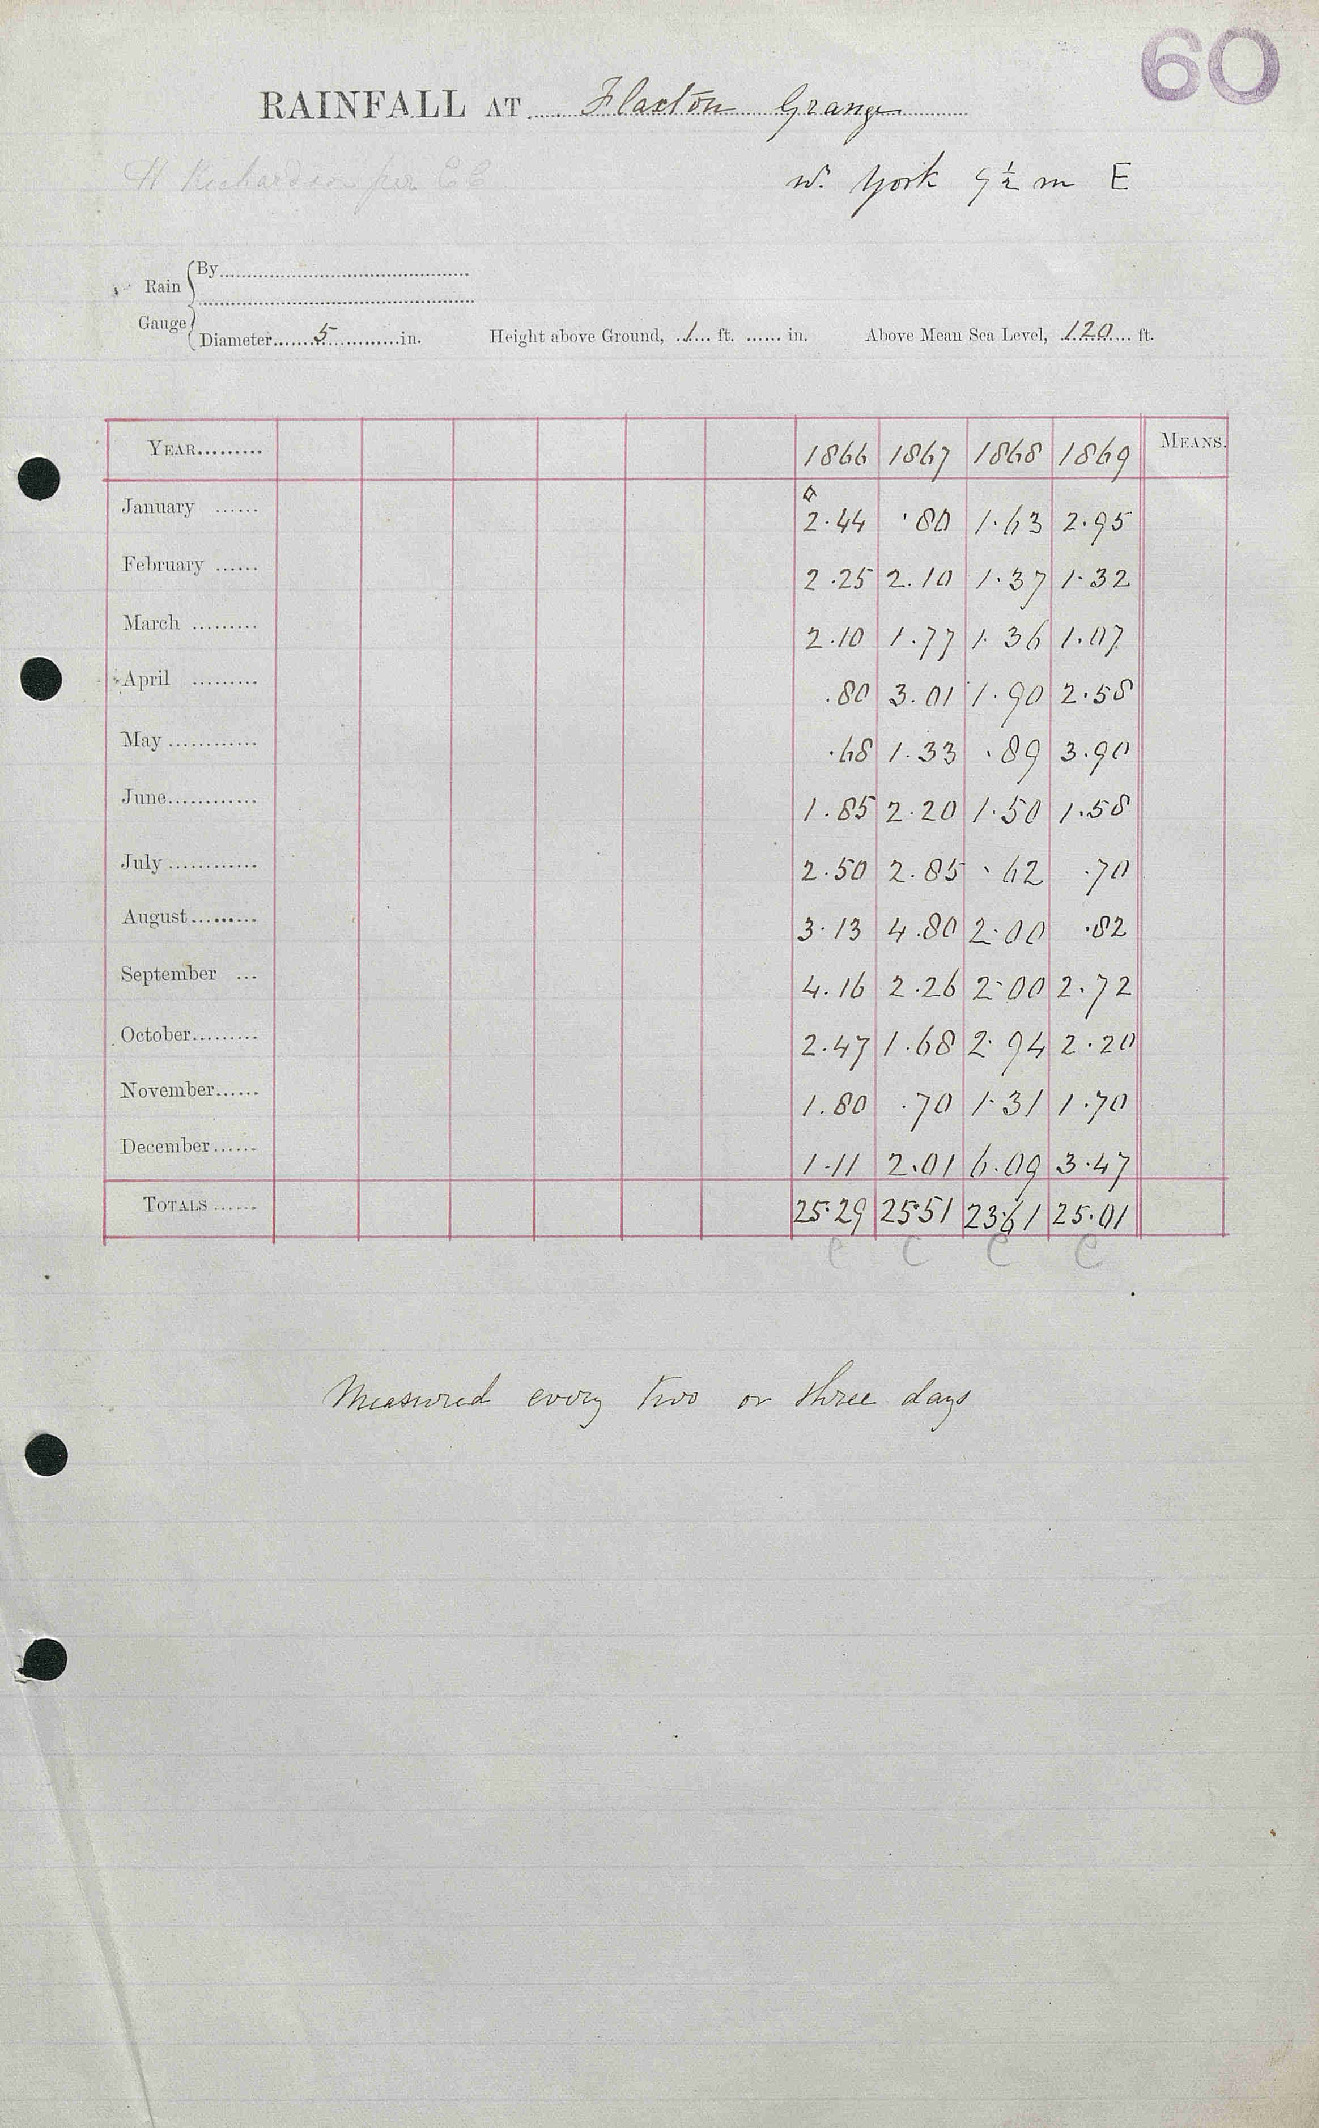 60
RAINFALL AT Flaxton Grange
H Richardson per CC
nr York 9½ m E
Rain Gauge
By
Diameter 5 in. Height above Ground, 1 ft. in. Above Mean Sea Level, 120 ft.
YEAR 1866 1867 1868 1869 MEANS.
January 2.44 .80 1.63 2.95
February 2.25 2.10 1.37 1.32
March 2.10 1.77 1.36 1.07
April .80 3.01 1.90 2.58
May .68 1.33 .89 3.90
June 1.85 2.20 1.50 1.58
July 2.50 2.85 .62 .70
August 3.13 4.80 2.00 .82
September 4.16 2.26 2.00 2.72
October 2.47 1.68 2.94 2.20
November 1.80 .70 1.31 1.70
December 1.11 2.01 6.09 3.47
TOTALS 25.29 25.51 23.61 25.01
C C C C
Measured every two or three days